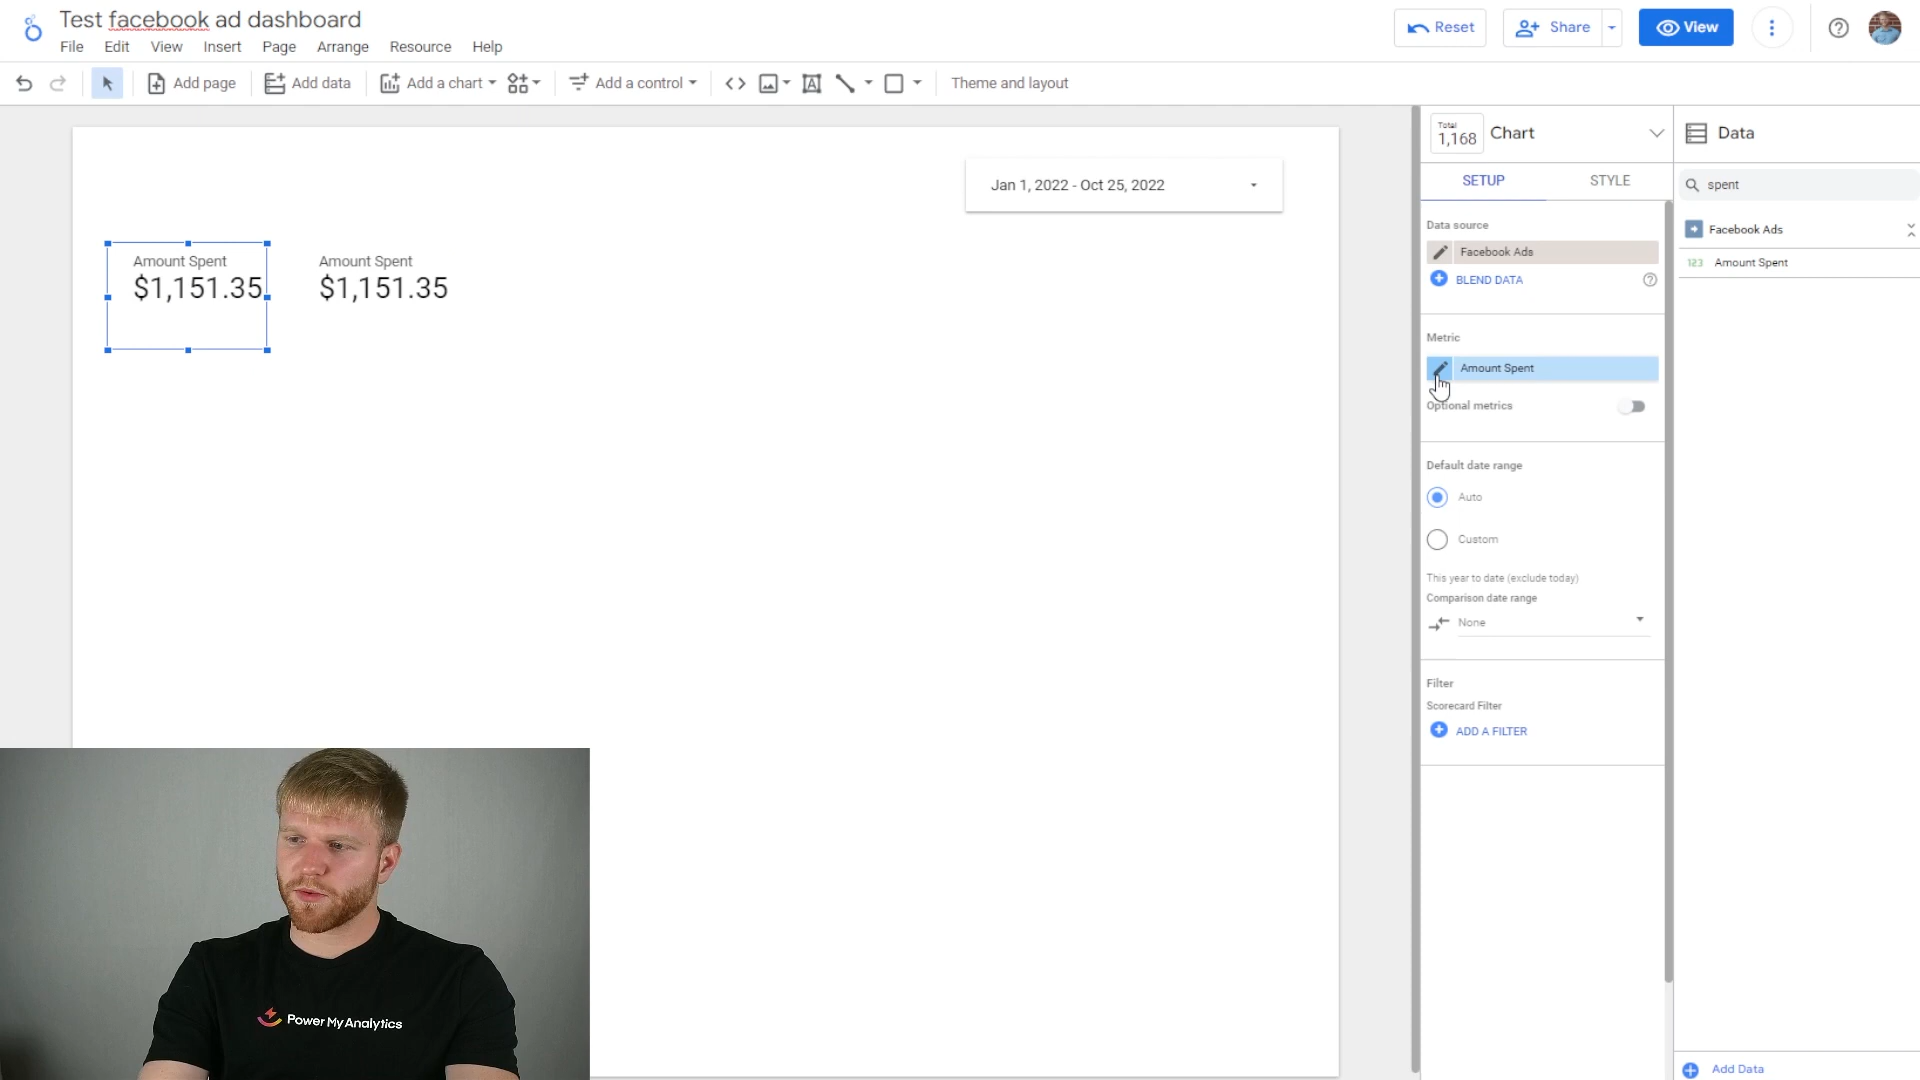 Test facebook ad dashboard
File Edit View Insert Page Arrange Resource Help
Reset
Share
View
Add page
Add data
Add a chart
Add a control
Theme and layout
Jan 1, 2022 - Oct 25, 2022
Amount Spent
$1,151.35
Amount Spent
$1,151.35
Total
1,168
Chart
SETUP STYLE
Data source
Facebook Ads
BLEND DATA
Metric
Amount Spent
Optional metrics
Default date range
Auto
Custom
This year to date (exclude today)
Comparison date range
None
Filter
Scorecard Filter
ADD A FILTER
Data
spent
Facebook Ads
123 Amount Spent
Add Data
Power My Analytics